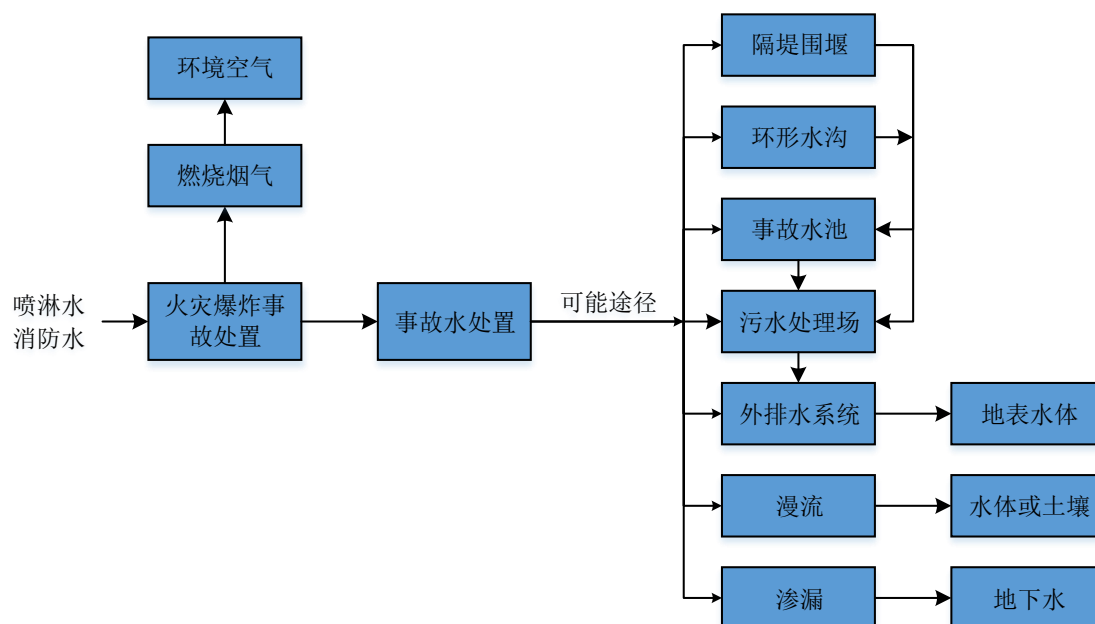 环境空气
燃烧烟气
喷淋水
消防水
火灾爆炸事
故处置
事故水处置
可能途径
隔堤围堰
环形水沟
事故水池
污水处理场
外排水系统
地表水体
漫流
水体或土壤
渗漏
地下水